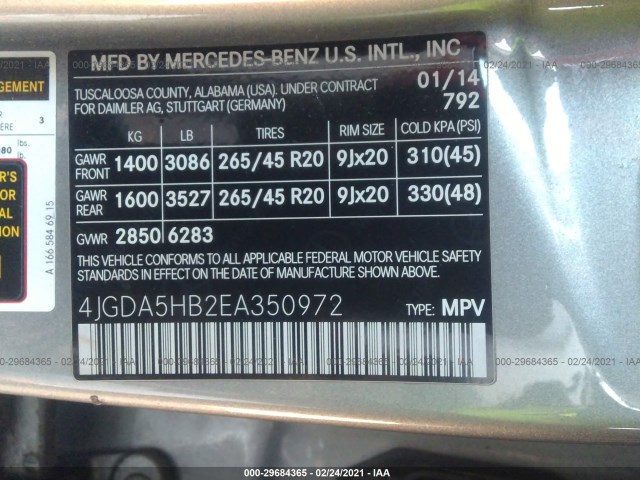 MFD BY MERCEDES-BENZ U.S. INTL., INC
TUSCALOOSA COUNTY, ALABAMA (USA). UNDER CONTRACT
FOR DAIMLER AG, STUTTGART (GERMANY)
01/14
792
KG LB TIRES RIM SIZE COLD KPA (PSI)
GAWR FRONT 1400 3086 265/45 R20 9Jx20 310(45)
GAWR REAR 1600 3527 265/45 R20 9Jx20 330(48)
GVWR 2850 6283
THIS VEHICLE CONFORMS TO ALL APPLICABLE FEDERAL MOTOR VEHICLE SAFETY
STANDARDS IN EFFECT ON THE DATE OF MANUFACTURE SHOWN ABOVE.
4JGDA5HB2EA350972
TYPE: MPV
A 166 584 69 15
3
lbs.
lb.
000-29684365 - 02/24/2021 - IAA